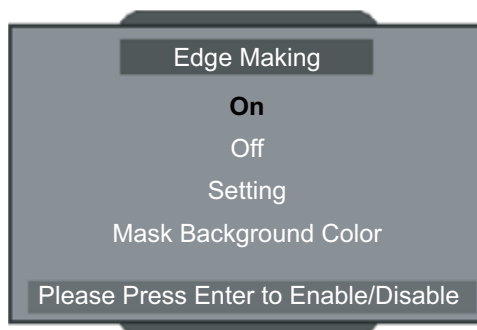 Edge Making
On
Off
Setting
Mask Background Color
Please Press Enter to Enable/Disable